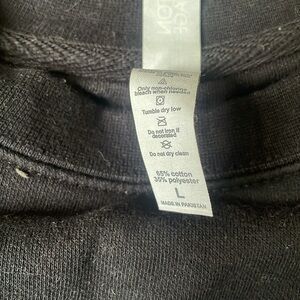 Only non-chlorine
bleach when needed
Tumble dry low
Do not iron if
decorated
Do not dry clean
65% cotton
35% polyester
L
MADE IN PAKISTAN